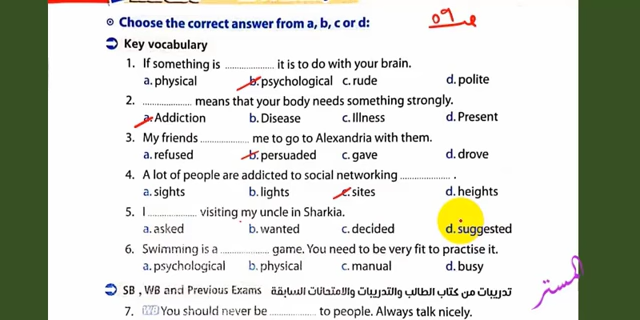 Choose the correct answer from a, b, c or d:
ص ٥٩
Key vocabulary
1. If something is .................. it is to do with your brain.
a. physical b. psychological c. rude d. polite
2. .................. means that your body needs something strongly.
a. Addiction b. Disease c. Illness d. Present
3. My friends .................. me to go to Alexandria with them.
a. refused b. persuaded c. gave d. drove
4. A lot of people are addicted to social networking .................. .
a. sights b. lights c. sites d. heights
5. I .................. visiting my uncle in Sharkia.
a. asked b. wanted c. decided d. suggested
6. Swimming is a .................. game. You need to be very fit to practise it.
a. psychological b. physical c. manual d. busy
SB , WB and Previous Exams تدريبات من كتاب الطالب والتدريبات والامتحانات السابقة
7. WB You should never be .................. to people. Always talk nicely.
مستر